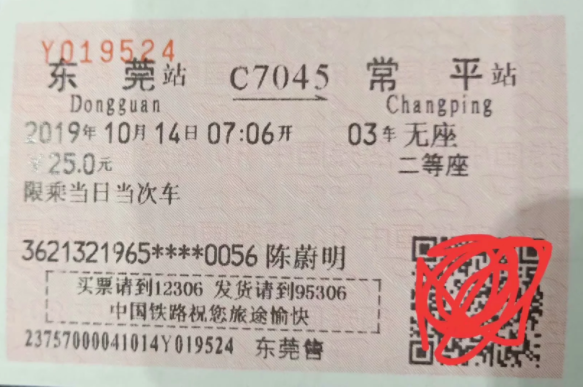 Y019524
东莞站 C7045 常平站
Dongguan Changping
2019年10月14日07:06开 03车无座
¥25.0元 二等座
限乘当日当次车
3621321965****0056 陈蔚明
买票请到12306 发货请到95306
中国铁路祝您旅途愉快
23757000041014Y019524 东莞售